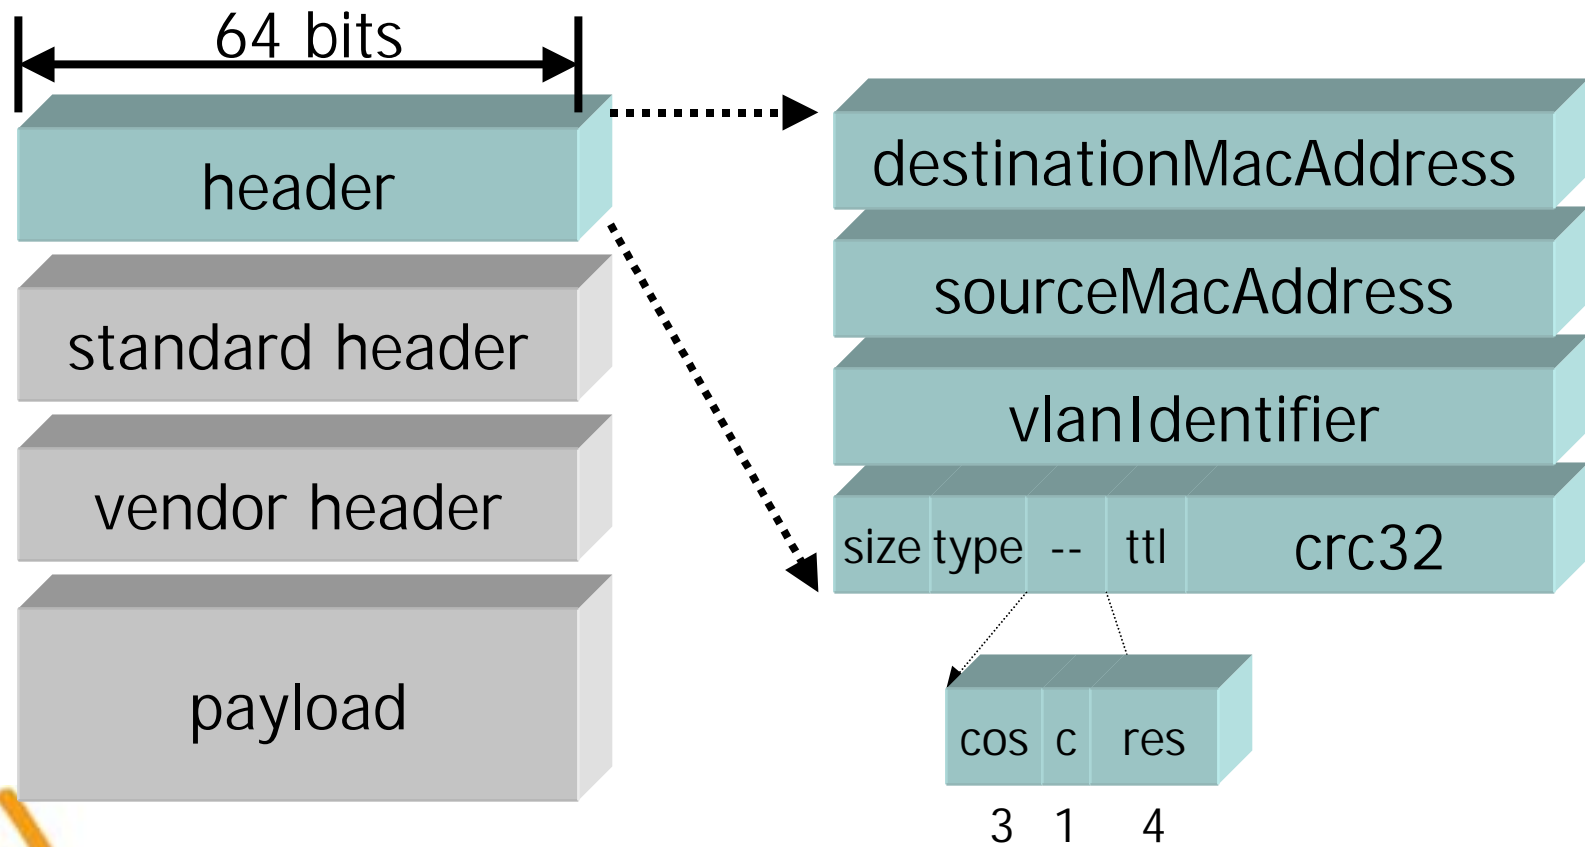 64 bits
header
standard header
vendor header
payload
destinationMacAddress
sourceMacAddress
vlanIdentifier
size type -- ttl crc32
cos c res
3 1 4